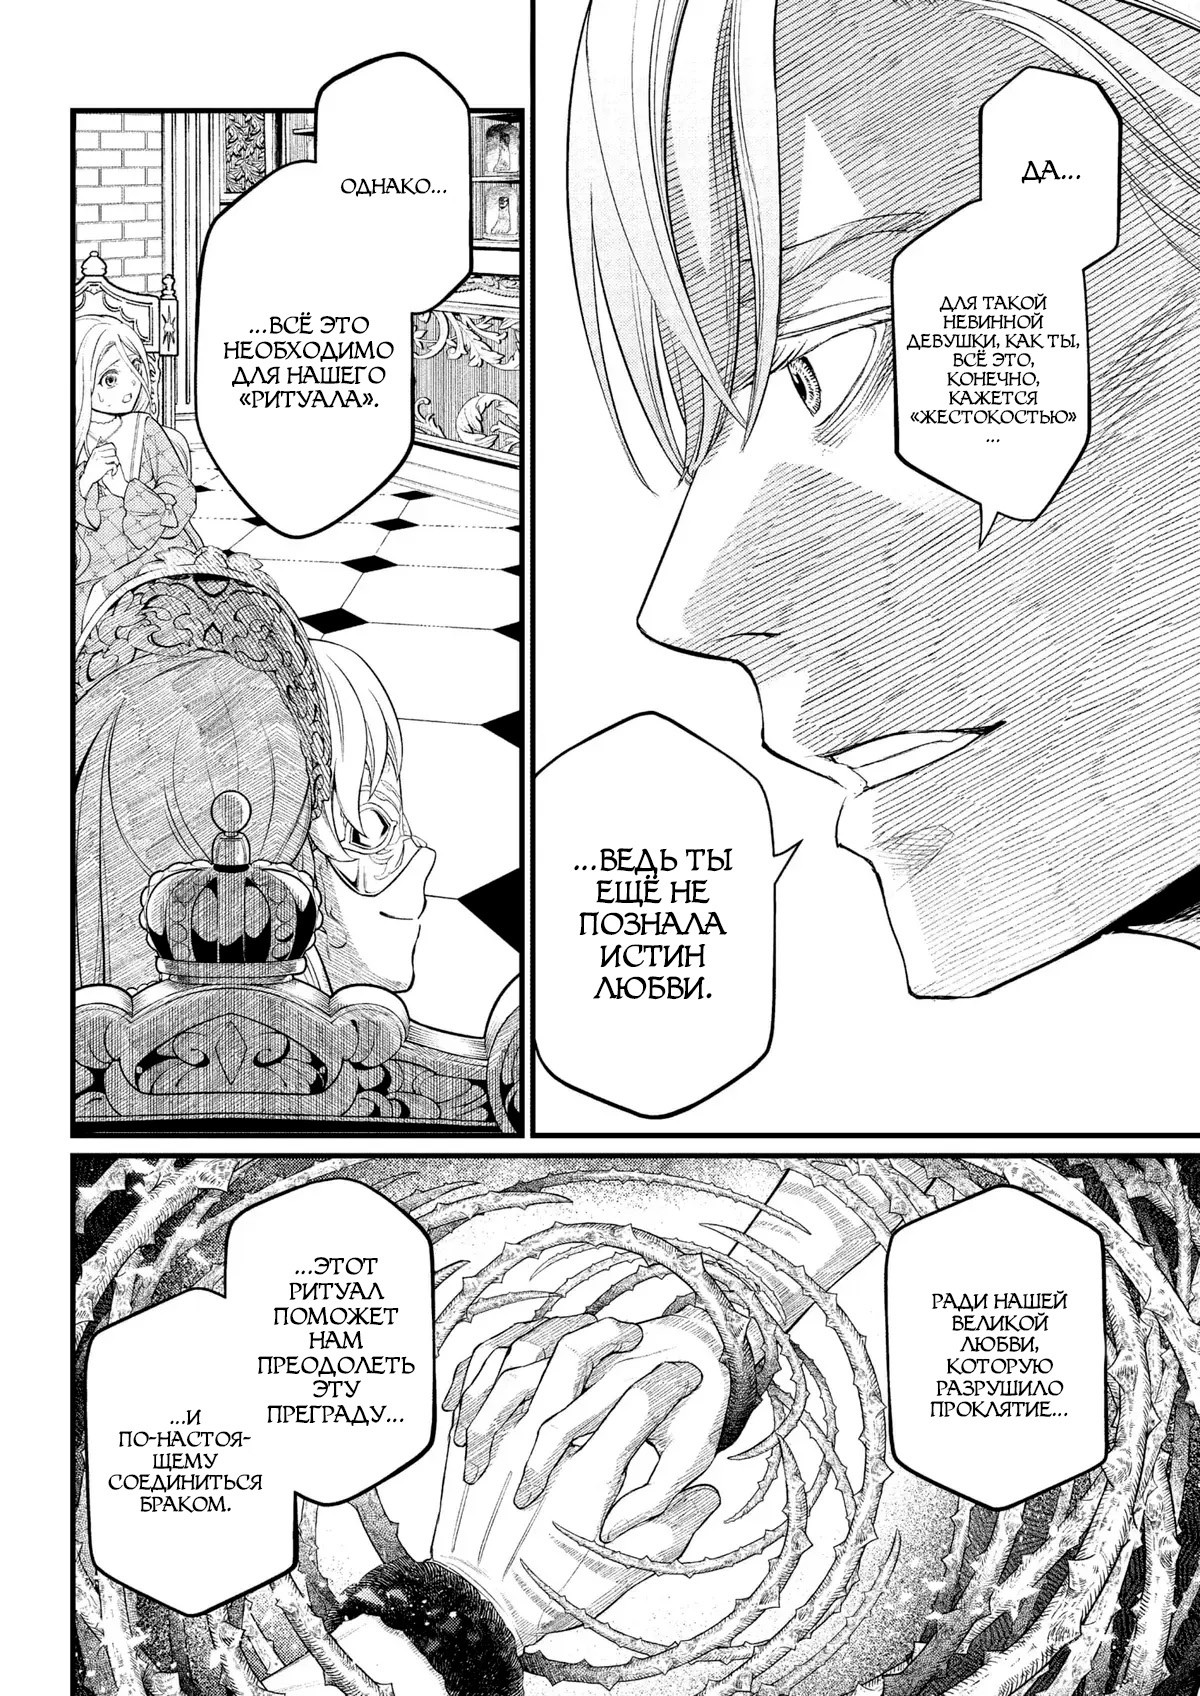 ДА...
ДЛЯ ТАКОЙ
НЕВИННОЙ
ДЕВУШКИ, КАК ТЫ,
ВСЁ ЭТО,
КОНЕЧНО,
КАЖЕТСЯ
«ЖЕСТОКОСТЬЮ»
...
...ВЕДЬ ТЫ
ЕЩЁ НЕ
ПОЗНАЛА
ИСТИН
ЛЮБВИ.
ОДНАКО...
...ВСЁ ЭТО
НЕОБХОДИМО
ДЛЯ НАШЕГО
«РИТУАЛА».
РАДИ НАШЕЙ
ВЕЛИКОЙ
ЛЮБВИ,
КОТОРУЮ
РАЗРУШИЛО
ПРОКЛЯТИЕ...
...ЭТОТ
РИТУАЛ
ПОМОЖЕТ
НАМ
ПРЕОДОЛЕТЬ
ЭТУ
ПРЕГРАДУ...
...И
ПО-НАСТОЯ-
ЩЕМУ
СОЕДИНИТЬСЯ
БРАКОМ.